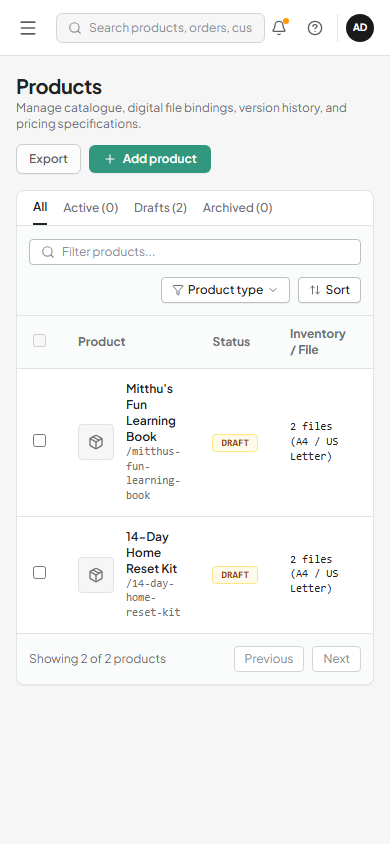 Search products, orders, cus
AD
Products
Manage catalogue, digital file bindings, version history, and
pricing specifications.
Export
Add product
All
Active (0)
Drafts (2)
Archived (0)
Filter products...
Product type
Sort
Product
Status
Inventory
/ File
Mitthu's
Fun
Learning
Book
/mitthus-
fun-
learning-
book
DRAFT
2 files
(A4 / US
Letter)
14-Day
Home
Reset Kit
/14-day-
home-
reset-kit
DRAFT
2 files
(A4 / US
Letter)
Showing 2 of 2 products
Previous
Next